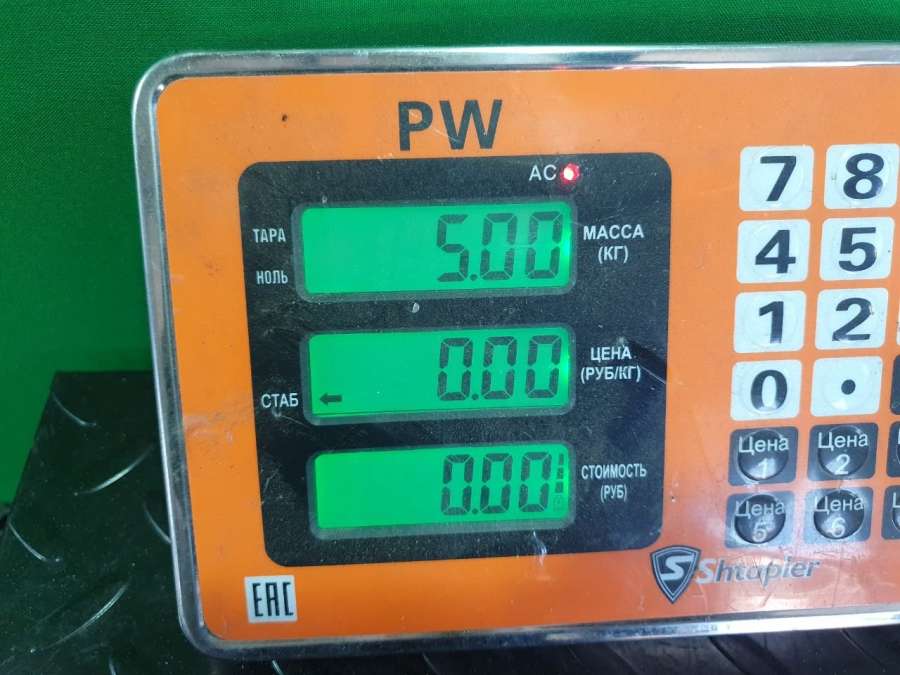 PW
AC
ТАРА
НОЛЬ
5.00
МАССА
(КГ)
СТАБ
0.00
ЦЕНА
(РУБ/КГ)
0.00
СТОИМОСТЬ
(РУБ)
7 8
4 5
1 2
0 .
Цена 1
Цена 2
Цена 5
Цена 6
Shtapler
EAC